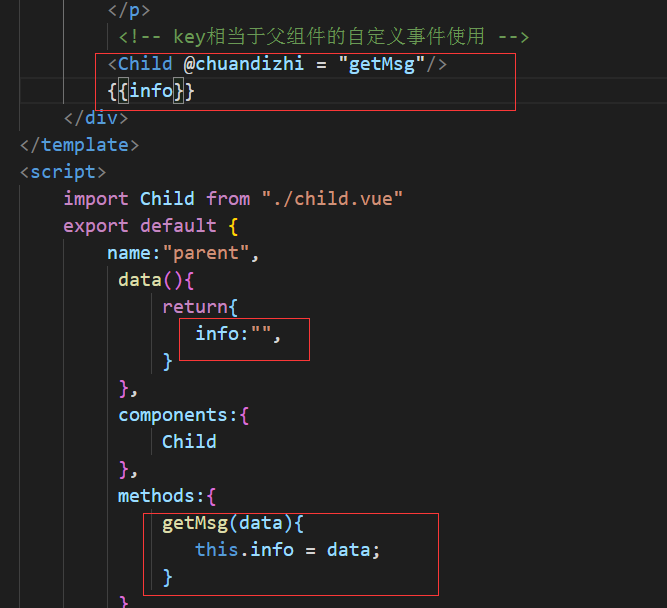 </p>
<!-- key相当于父组件的自定义事件使用 -->
<Child @chuandizhi = "getMsg"/>
{{info}}
</div>
</template>
<script>
import Child from "./child.vue"
export default {
name:"parent",
data(){
return{
info:"",
}
},
components:{
Child
},
methods:{
getMsg(data){
this.info = data;
}
}